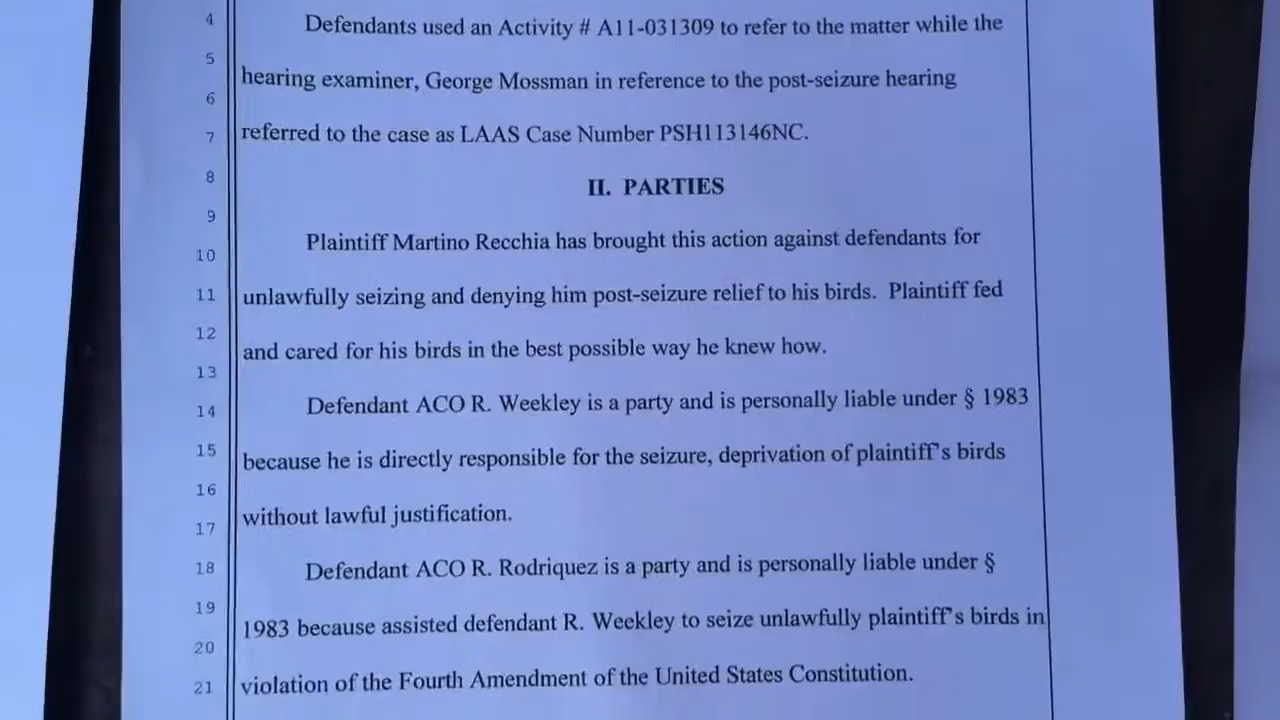 4
Defendants used an Activity # A11-031309 to refer to the matter while the
5
hearing examiner, George Mossman in reference to the post-seizure hearing
6
7 referred to the case as LAAS Case Number PSH113146NC.
8 II. PARTIES
9
10 Plaintiff Martino Recchia has brought this action against defendants for
11 unlawfully seizing and denying him post-seizure relief to his birds. Plaintiff fed
12
and cared for his birds in the best possible way he knew how.
13
14 Defendant ACO R. Weekley is a party and is personally liable under § 1983
15 because he is directly responsible for the seizure, deprivation of plaintiff's birds
16
17 without lawful justification.
18 Defendant ACO R. Rodriquez is a party and is personally liable under §
19
1983 because assisted defendant R. Weekley to seize unlawfully plaintiff's birds in
20
21 violation of the Fourth Amendment of the United States Constitution.